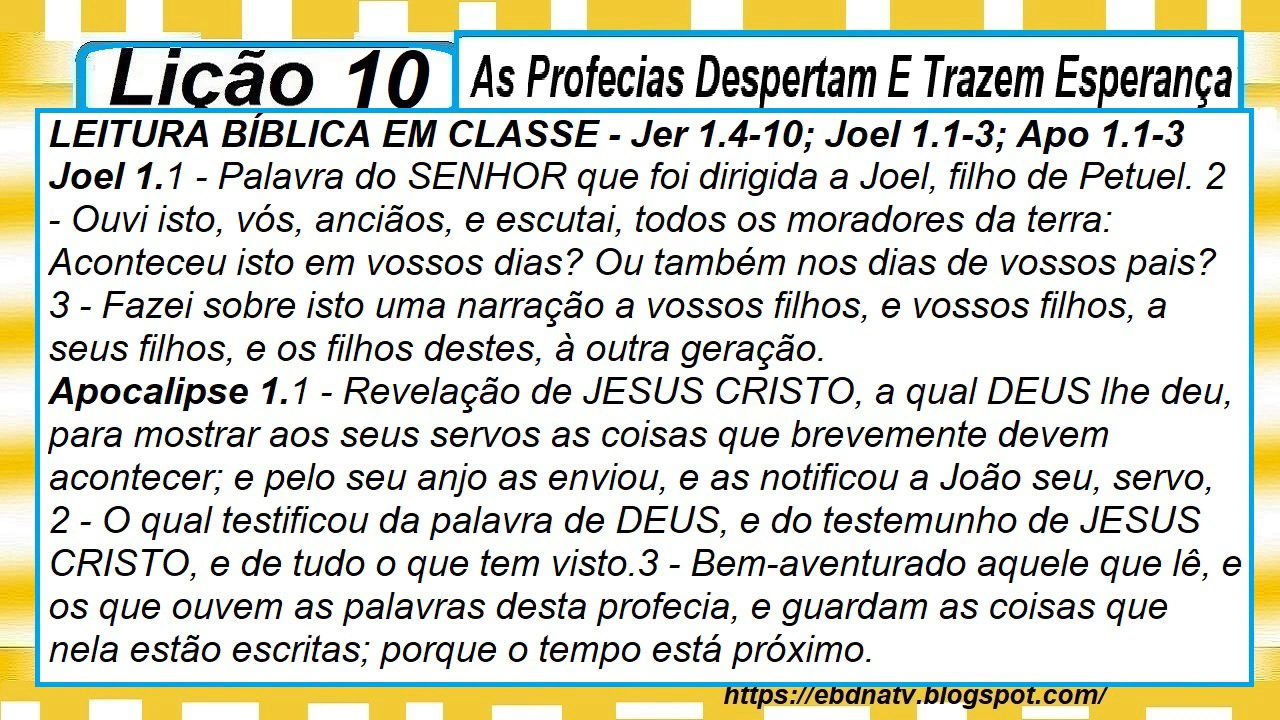 Lição 10
As Profecias Despertam E Trazem Esperança
LEITURA BÍBLICA EM CLASSE - Jer 1.4-10; Joel 1.1-3; Apo 1.1-3
Joel 1.1 - Palavra do SENHOR que foi dirigida a Joel, filho de Petuel. 2
- Ouvi isto, vós, anciãos, e escutai, todos os moradores da terra:
Aconteceu isto em vossos dias? Ou também nos dias de vossos pais?
3 - Fazei sobre isto uma narração a vossos filhos, e vossos filhos, a
seus filhos, e os filhos destes, à outra geração.
Apocalipse 1.1 - Revelação de JESUS CRISTO, a qual DEUS lhe deu,
para mostrar aos seus servos as coisas que brevemente devem
acontecer; e pelo seu anjo as enviou, e as notificou a João seu, servo,
2 - O qual testificou da palavra de DEUS, e do testemunho de JESUS
CRISTO, e de tudo o que tem visto.3 - Bem-aventurado aquele que lê, e
os que ouvem as palavras desta profecia, e guardam as coisas que
nela estão escritas; porque o tempo está próximo.
https://ebdnatv.blogspot.com/